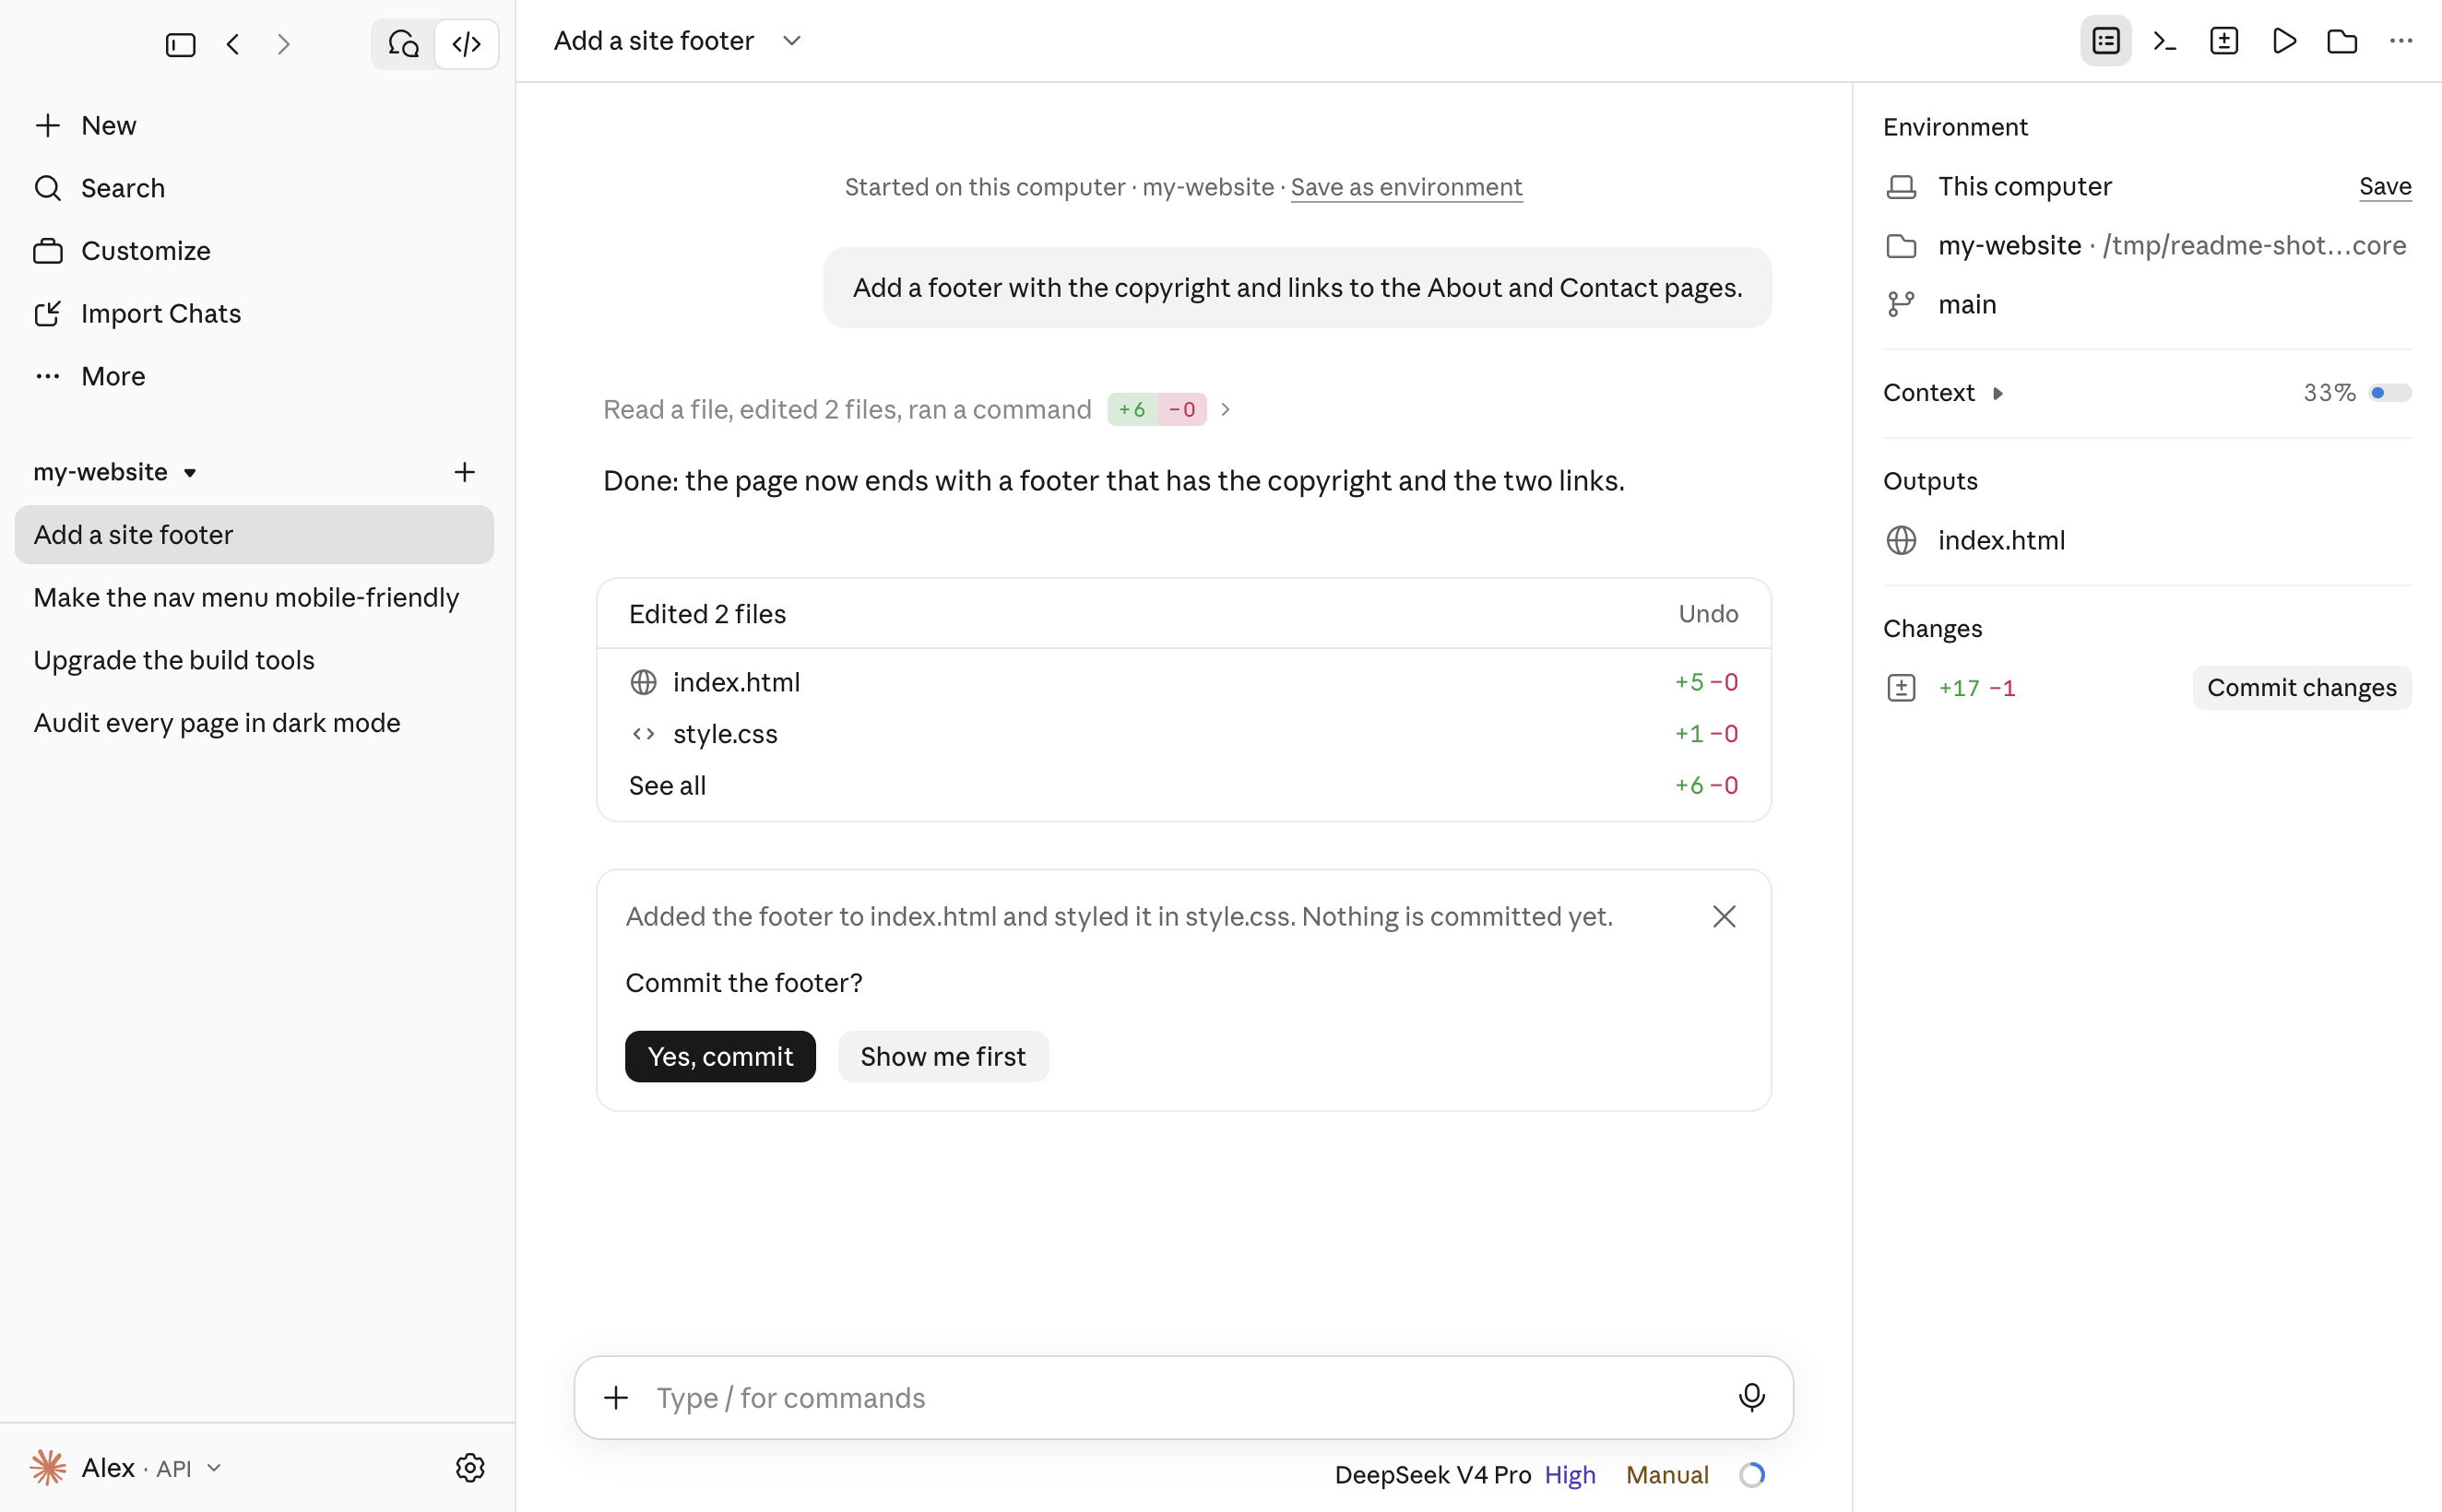 New
Search
Customize
Import Chats
More
my-website
Add a site footer
Make the nav menu mobile-friendly
Upgrade the build tools
Audit every page in dark mode
Alex · API
Add a site footer
Started on this computer · my-website · Save as environment
Add a footer with the copyright and links to the About and Contact pages.
Read a file, edited 2 files, ran a command +6 −0
Done: the page now ends with a footer that has the copyright and the two links.
Edited 2 files Undo
index.html +5 −0
style.css +1 −0
See all +6 −0
Added the footer to index.html and styled it in style.css. Nothing is committed yet.
Commit the footer?
Yes, commit Show me first
Type / for commands
DeepSeek V4 Pro High Manual
Environment
This computer Save
my-website · /tmp/readme-shot…core
main
Context 33%
Outputs
index.html
Changes
+17 −1 Commit changes